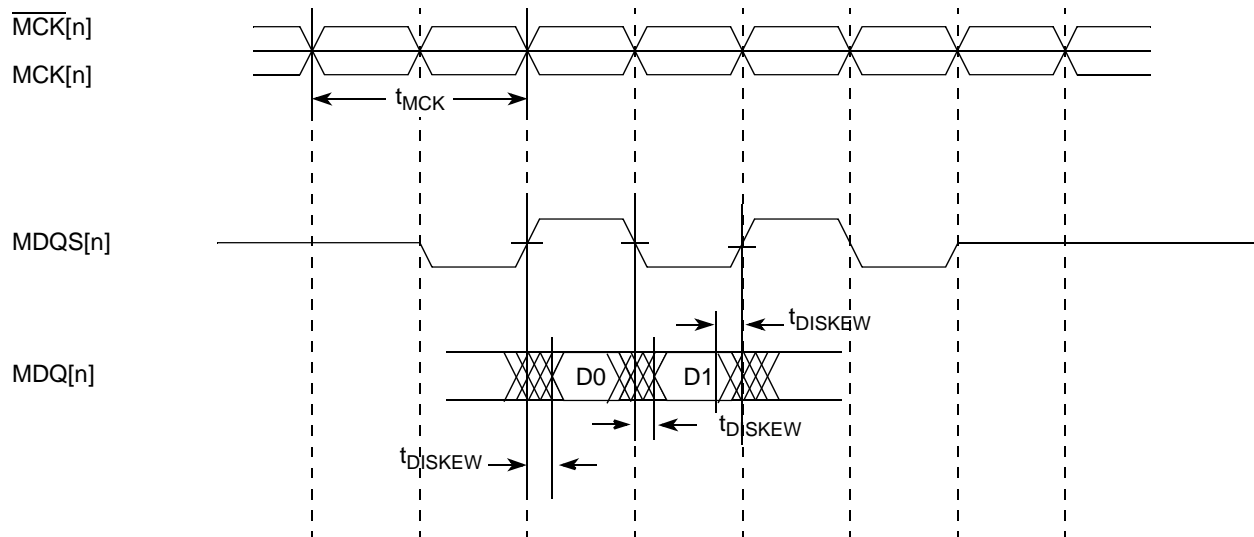 MCK[n]
MCK[n]
tMCK
MDQS[n]
tDISKEW
MDQ[n]
D0
D1
tDISKEW
tDISKEW